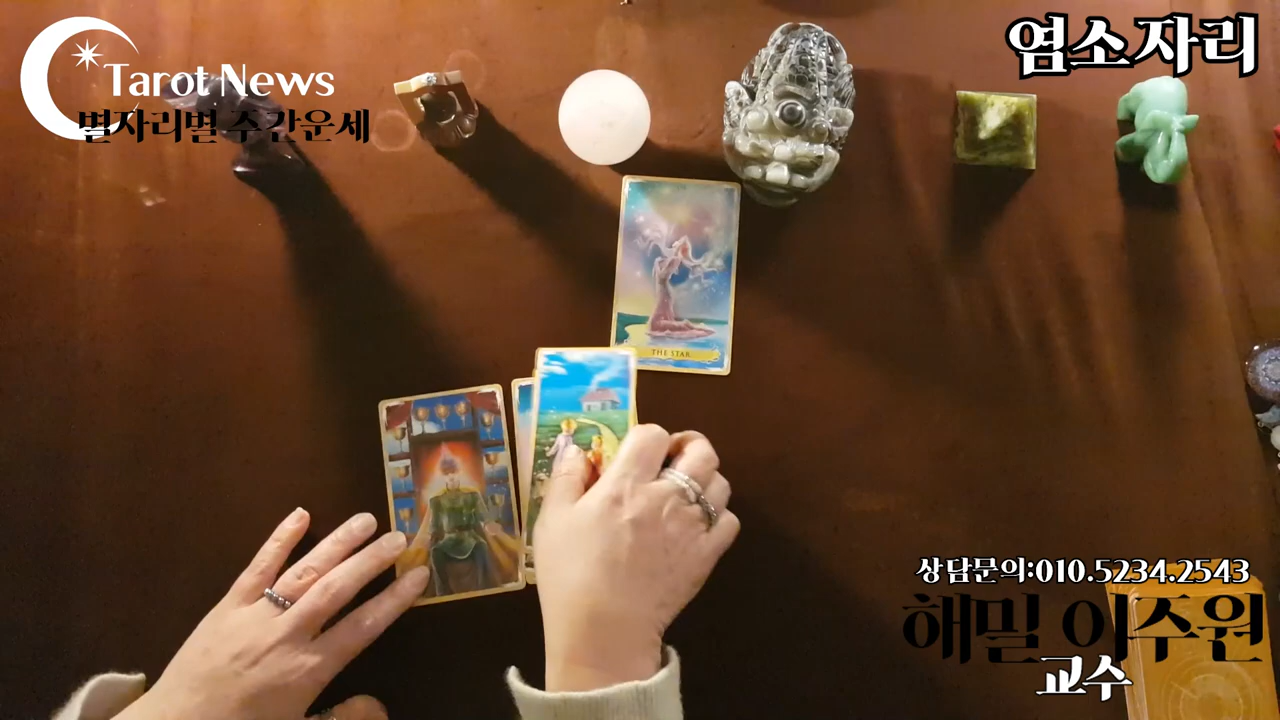 Tarot News
별자리별 주간운세
염소자리
THE STAR
상담문의:010.5234.2543
해밀 이주원
교수